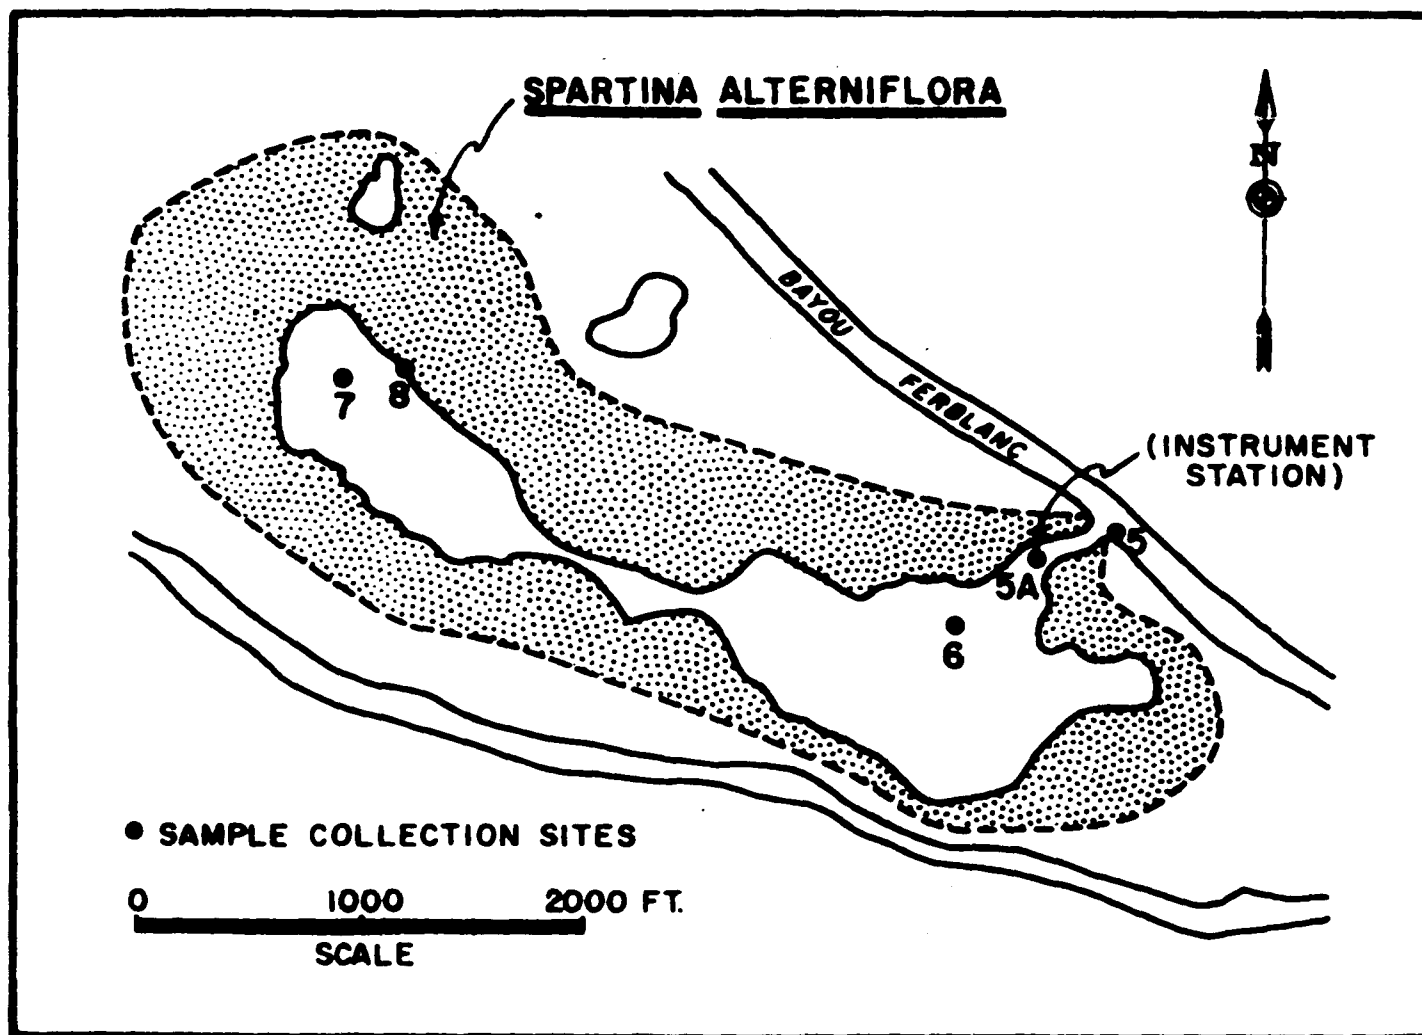 SPARTINA ALTERNIFLORA
N
BAYOU
FERBLANC
(INSTRUMENT
STATION)
7
8
5
5A
6
SAMPLE COLLECTION SITES
0 1000 2000 FT.
SCALE